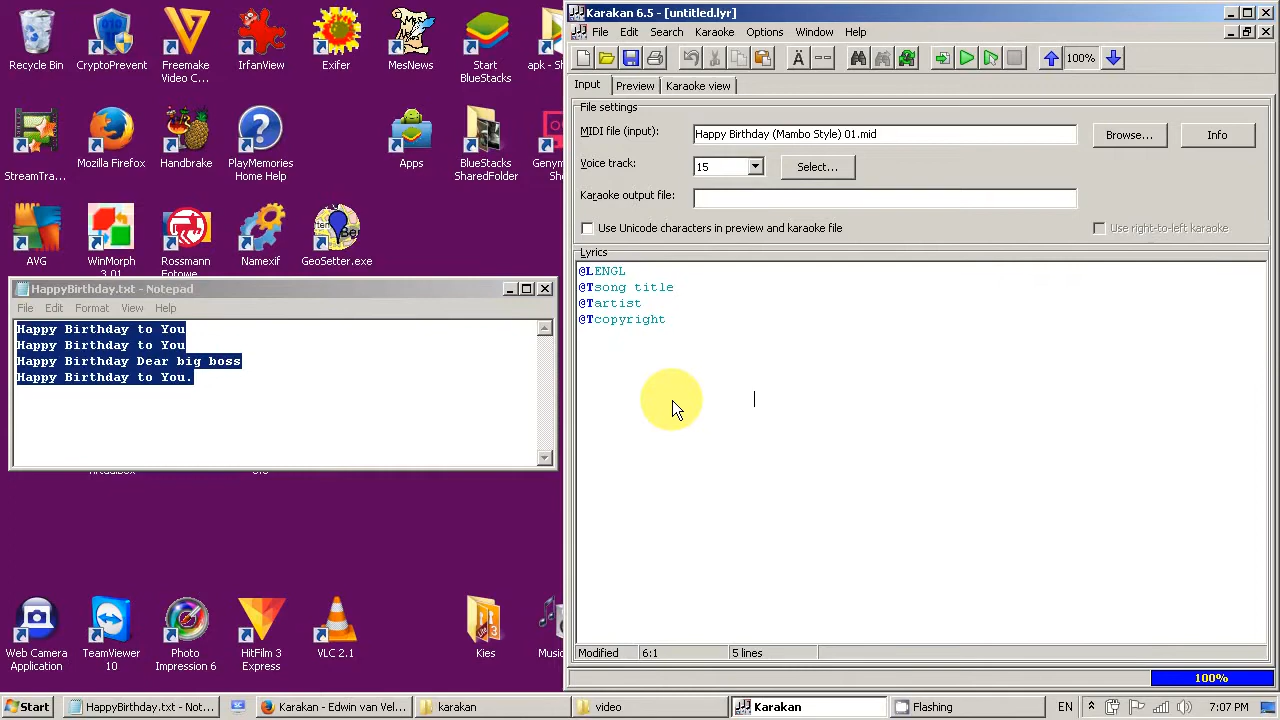 Recycle Bin
CryptoPrevent
Freemake
Video C...
IrfanView
Exifer
MesNews
Start
BlueStacks
apk - Sh
StreamTra...
Mozilla Firefox
Handbrake
PlayMemories
Home Help
Apps
BlueStacks
SharedFolder
Genym
Sh
AVG
WinMorph
3.01
Rossmann
Fotowe...
Namexif
GeoSetter.exe
HappyBirthday.txt - Notepad
File Edit Format View Help
Happy Birthday to You
Happy Birthday to You
Happy Birthday Dear big boss
Happy Birthday to You.
Web Camera
Application
TeamViewer
10
Photo
Impression 6
HitFilm 3
Express
VLC 2.1
Kies
Music
Karakan 6.5 - [untitled.lyr]
File Edit Search Karaoke Options Window Help
100%
Input Preview Karaoke view
File settings
MIDI file (input): Happy Birthday (Mambo Style) 01.mid Browse... Info
Voice track: 15 Select...
Karaoke output file:
Use Unicode characters in preview and karaoke file Use right-to-left karaoke
Lyrics
@LENGL
@Tsong title
@Tartist
@Tcopyright
Modified 6:1 5 lines
100%
Start HappyBirthday.txt - Not... Karakan - Edwin van Vel... karakan video Karakan Flashing EN 7:07 PM